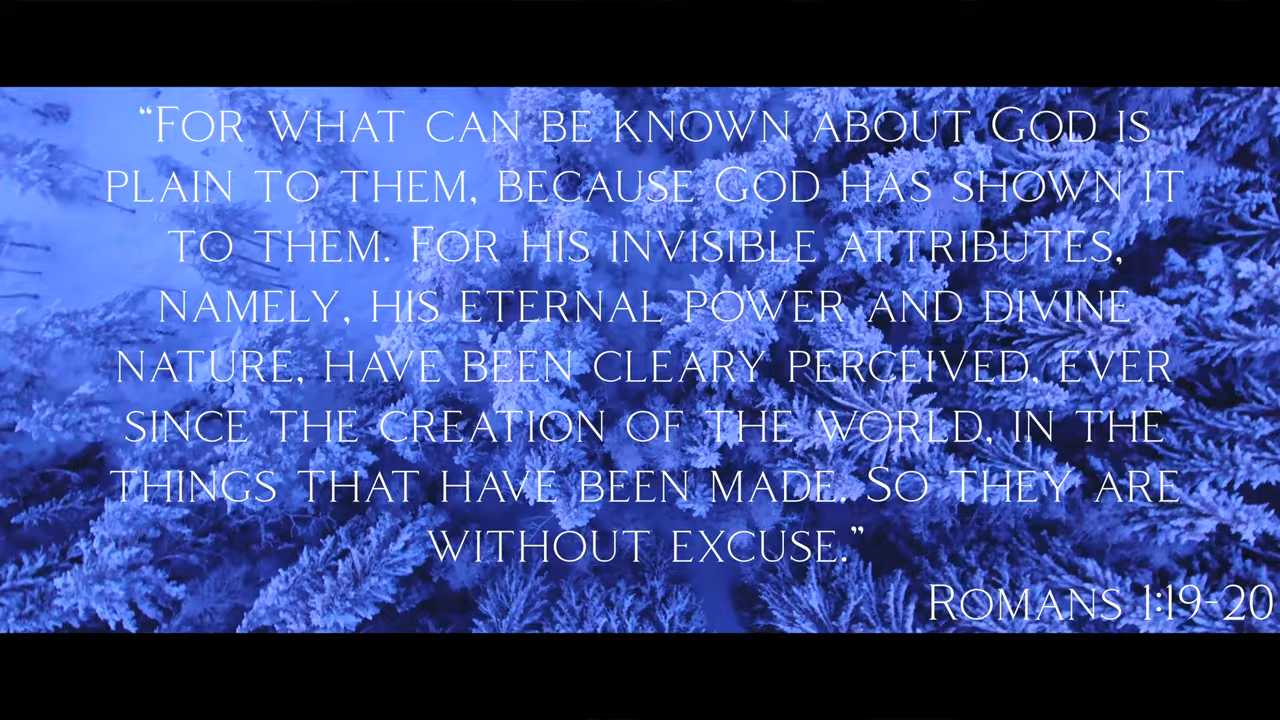 “For what can be known about God is
plain to them, because God has shown it
to them. For his invisible attributes,
namely, his eternal power and divine
nature, have been cleary perceived, ever
since the creation of the world, in the
things that have been made. So they are
without excuse.”
Romans 1:19-20